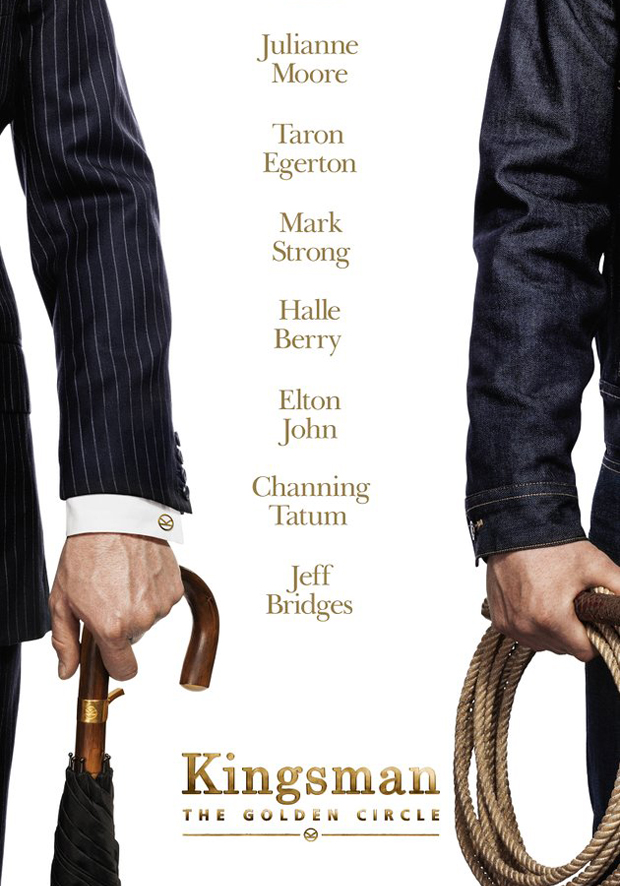 Julianne
Moore
Taron
Egerton
Mark
Strong
Halle
Berry
Elton
John
Channing
Tatum
Jeff
Bridges
Kingsman
THE GOLDEN CIRCLE